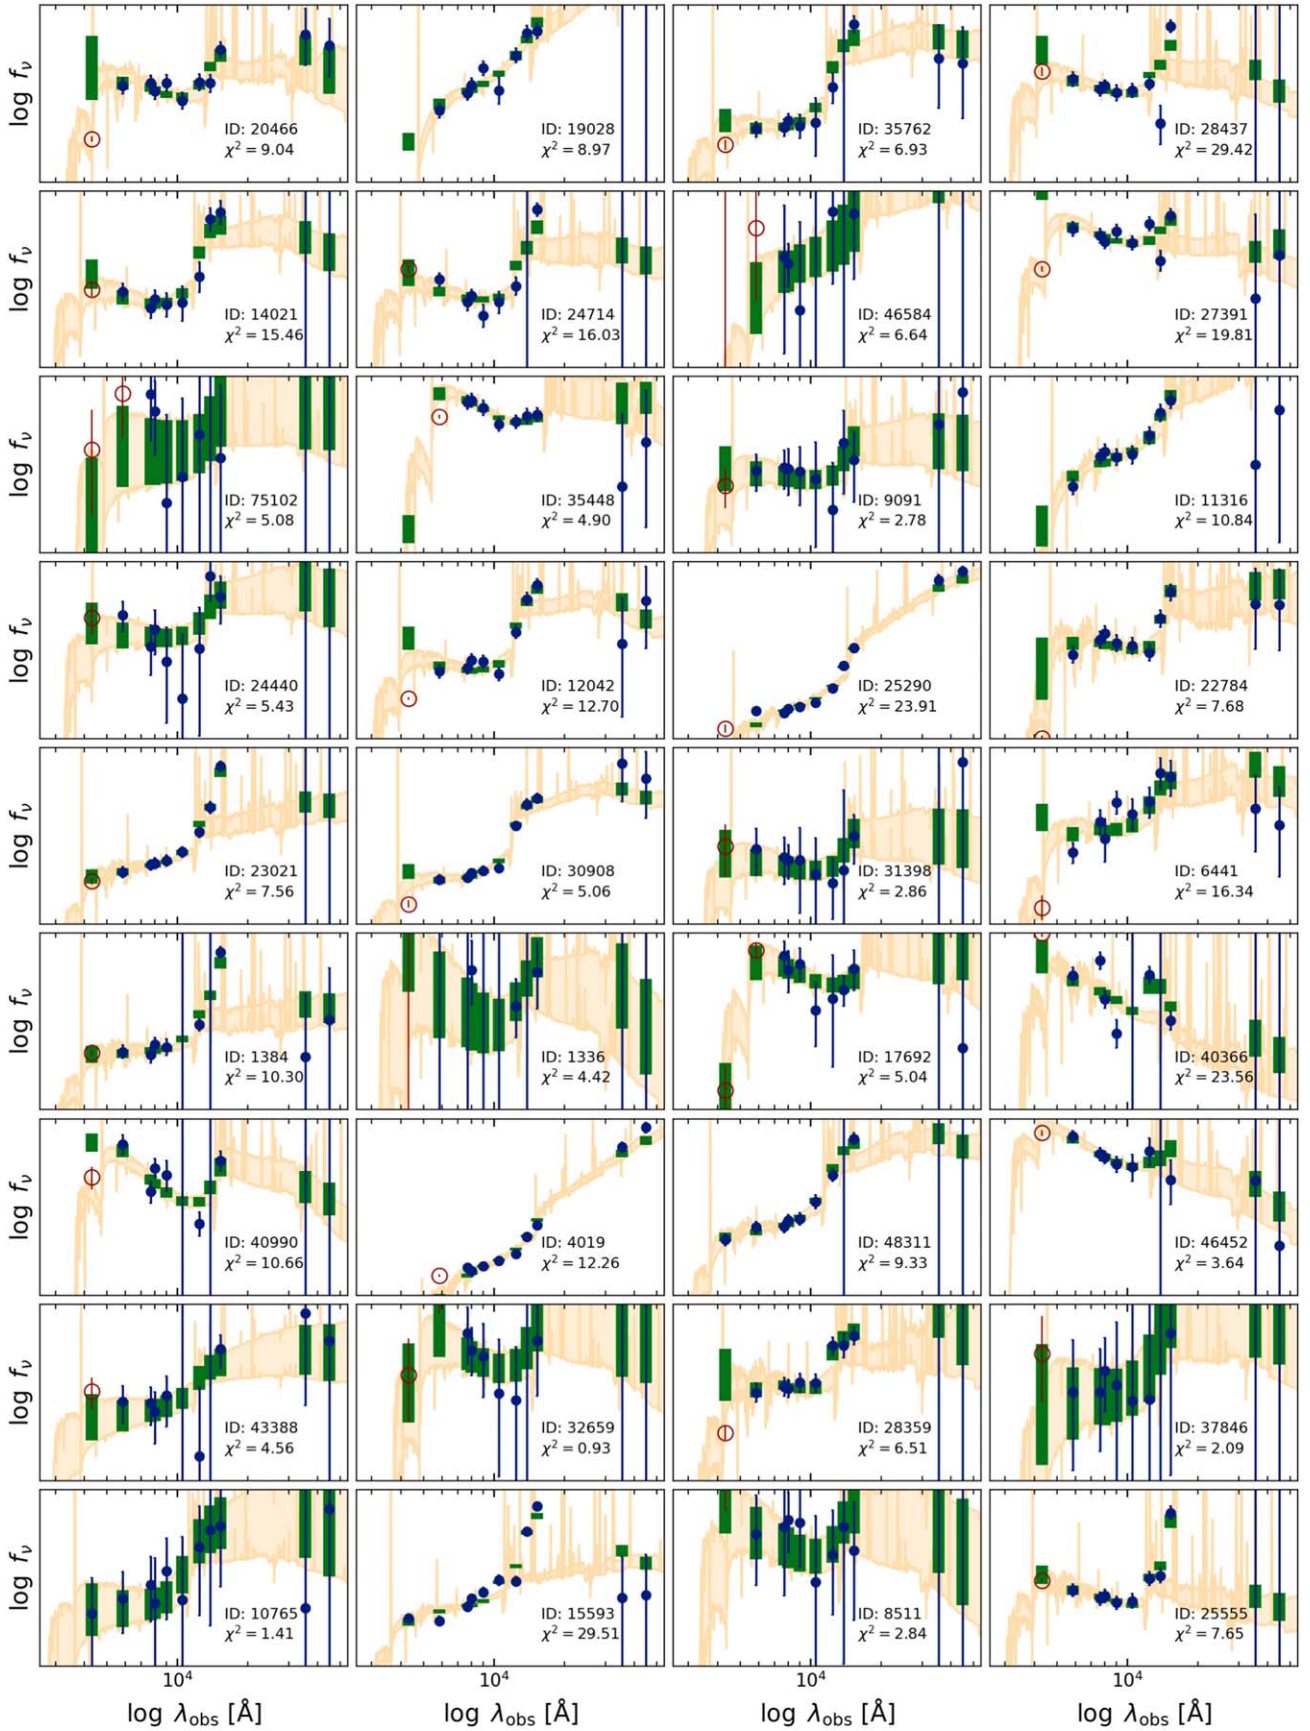 log fν
ID: 20466
χ² = 9.04
ID: 19028
χ² = 8.97
ID: 35762
χ² = 6.93
ID: 28437
χ² = 29.42
log fν
ID: 14021
χ² = 15.46
ID: 24714
χ² = 16.03
ID: 46584
χ² = 6.64
ID: 27391
χ² = 19.81
log fν
ID: 75102
χ² = 5.08
ID: 35448
χ² = 4.90
ID: 9091
χ² = 2.78
ID: 11316
χ² = 10.84
log fν
ID: 24440
χ² = 5.43
ID: 12042
χ² = 12.70
ID: 25290
χ² = 23.91
ID: 22784
χ² = 7.68
log fν
ID: 23021
χ² = 7.56
ID: 30908
χ² = 5.06
ID: 31398
χ² = 2.86
ID: 6441
χ² = 16.34
log fν
ID: 1384
χ² = 10.30
ID: 1336
χ² = 4.42
ID: 17692
χ² = 5.04
ID: 40366
χ² = 23.56
log fν
ID: 40990
χ² = 10.66
ID: 4019
χ² = 12.26
ID: 48311
χ² = 9.33
ID: 46452
χ² = 3.64
log fν
ID: 43388
χ² = 4.56
ID: 32659
χ² = 0.93
ID: 28359
χ² = 6.51
ID: 37846
χ² = 2.09
log fν
ID: 10765
χ² = 1.41
ID: 15593
χ² = 29.51
ID: 8511
χ² = 2.84
ID: 25555
χ² = 7.65
10⁴ 10⁴ 10⁴ 10⁴
log λobs [Å] log λobs [Å] log λobs [Å] log λobs [Å]